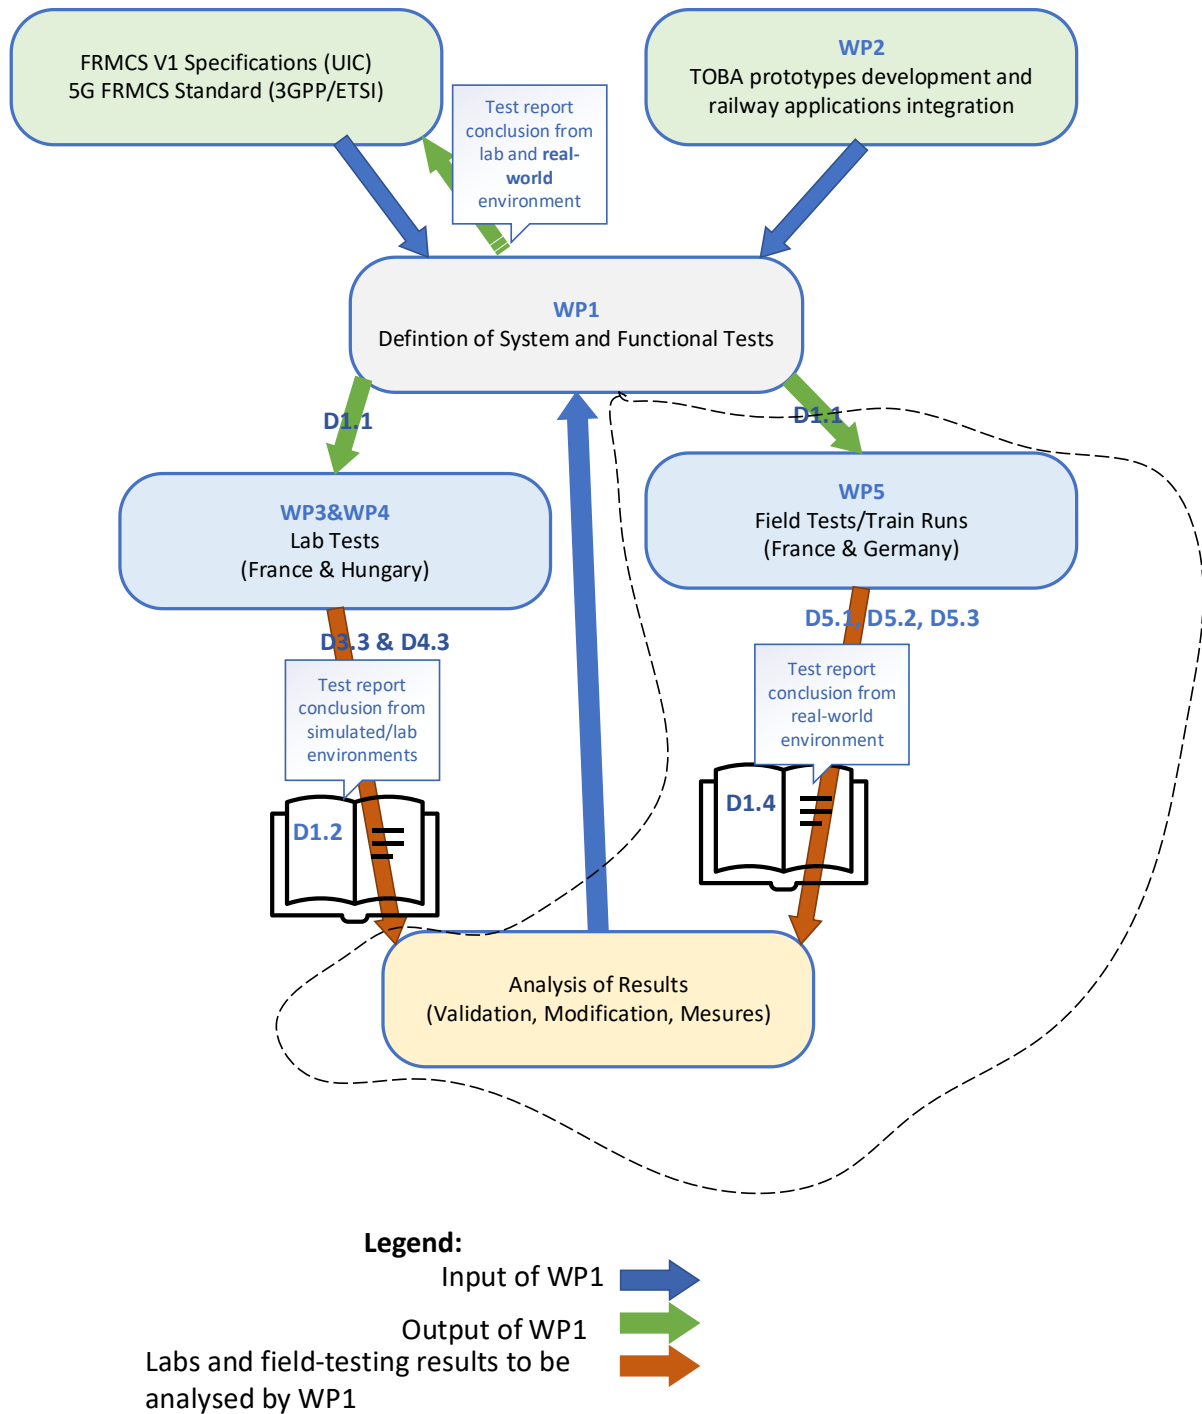 FRMCS V1 Specifications (UIC)
5G FRMCS Standard (3GPP/ETSI)
WP2
TOBA prototypes development and
railway applications integration
Test report
conclusion from
lab and real-
world
environment
WP1
Defintion of System and Functional Tests
D1.1
D1.1
WP3&WP4
Lab Tests
(France & Hungary)
WP5
Field Tests/Train Runs
(France & Germany)
D3.3 & D4.3
D5.1, D5.2, D5.3
Test report
conclusion from
simulated/lab
environments
Test report
conclusion from
real-world
environment
D1.2
D1.4
Analysis of Results
(Validation, Modification, Mesures)
Legend:
Input of WP1
Output of WP1
Labs and field-testing results to be
analysed by WP1